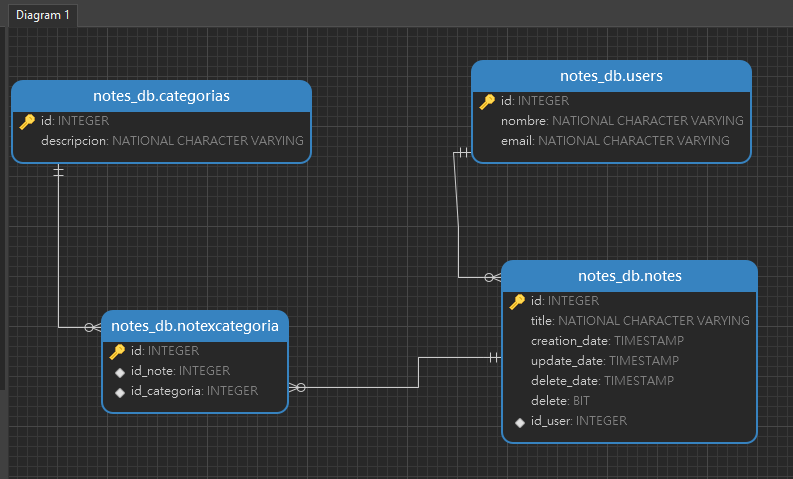 Diagram 1
notes_db.categorias
id: INTEGER
descripcion: NATIONAL CHARACTER VARYING
notes_db.users
id: INTEGER
nombre: NATIONAL CHARACTER VARYING
email: NATIONAL CHARACTER VARYING
notes_db.notexcategoria
id: INTEGER
id_note: INTEGER
id_categoria: INTEGER
notes_db.notes
id: INTEGER
title: NATIONAL CHARACTER VARYING
creation_date: TIMESTAMP
update_date: TIMESTAMP
delete_date: TIMESTAMP
delete: BIT
id_user: INTEGER